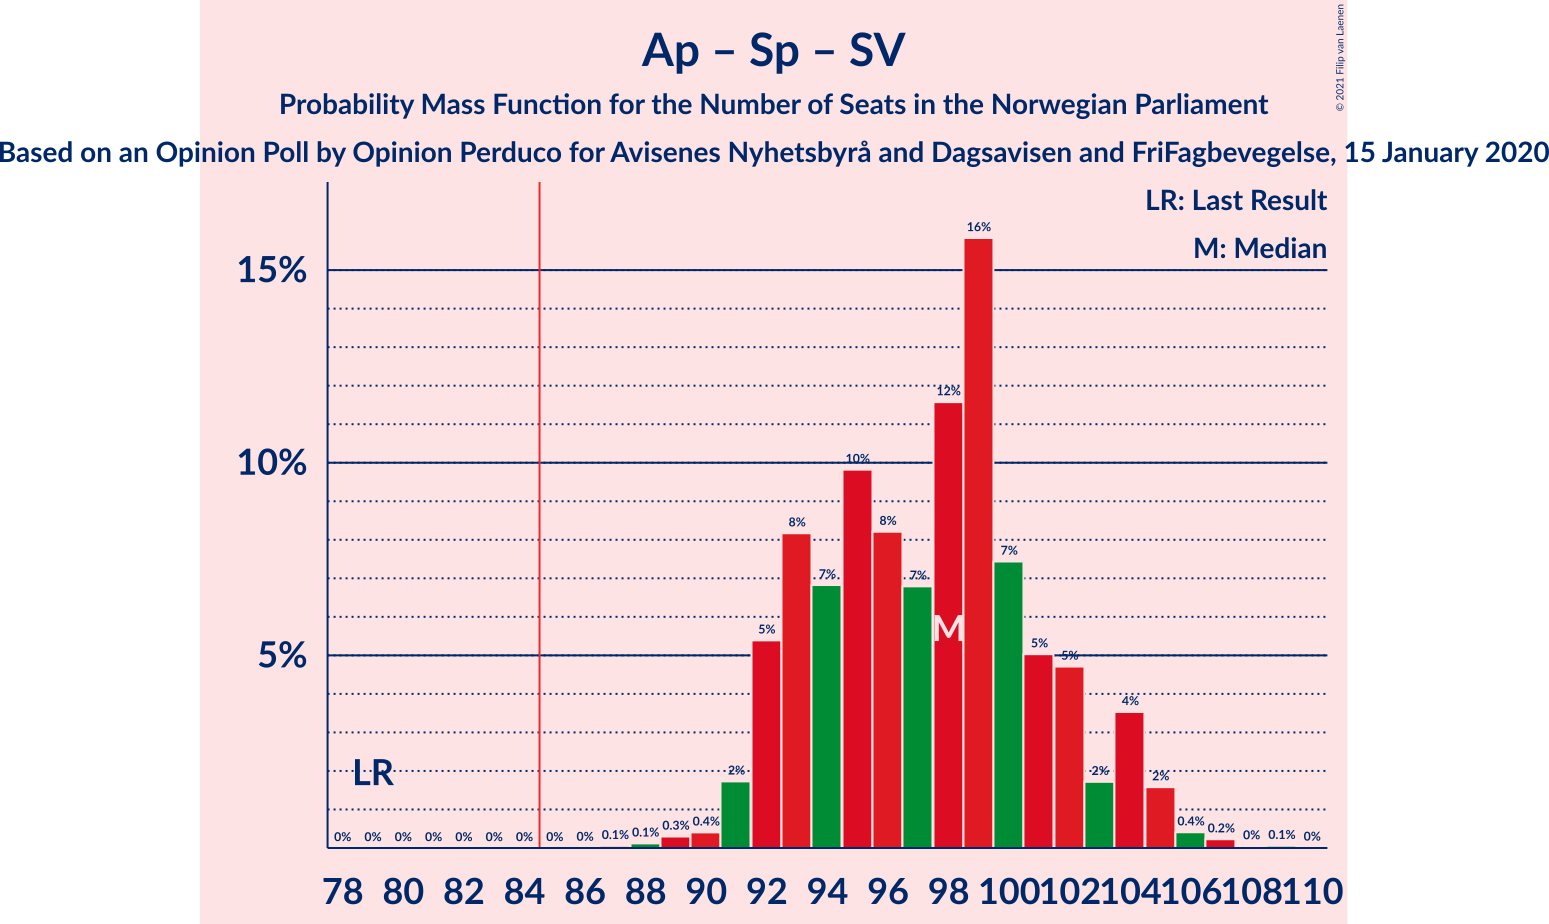 Ap – Sp – SV
Probability Mass Function for the Number of Seats in the Norwegian Parliament
Based on an Opinion Poll by Opinion Perduco for Avisenes Nyhetsbyrå and Dagsavisen and FriFagbevegelse, 15 January 2020
© 2021 Filip van Laenen
LR: Last Result
M: Median
15%
10%
5%
16%
12%
10%
8%
8%
7%
7%
7%
5%
5%
5%
4%
2%
2%
2%
LR
M
0% 0% 0% 0% 0% 0% 0% 0% 0% 0.1% 0.1% 0.3% 0.4% 0.4% 0.2% 0% 0.1% 0%
78 80 82 84 86 88 90 92 94 96 98 100 102 104 106 108 110